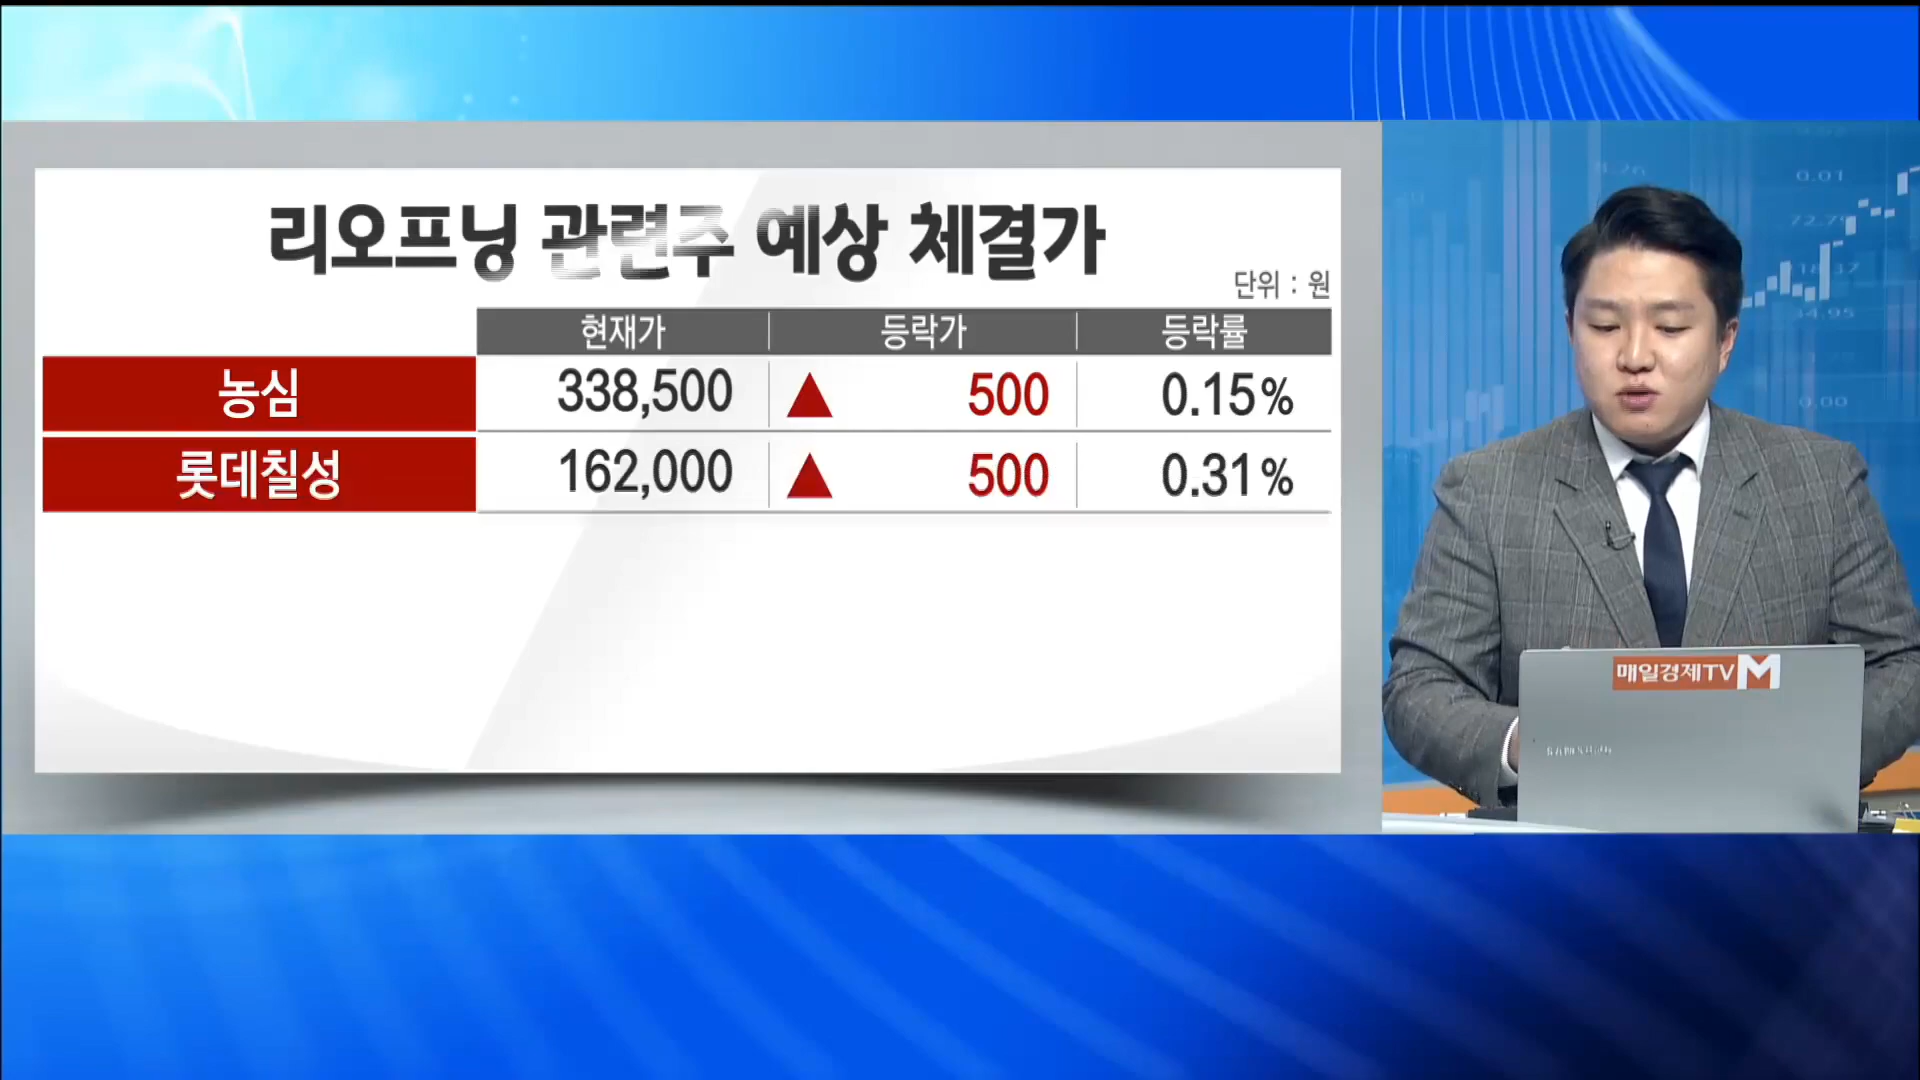 리오프닝 관련주 예상 체결가
단위 : 원
현재가 등락가 등락률
농심 338,500 ▲ 500 0.15%
롯데칠성 162,000 ▲ 500 0.31%
매일경제TV M
0.01